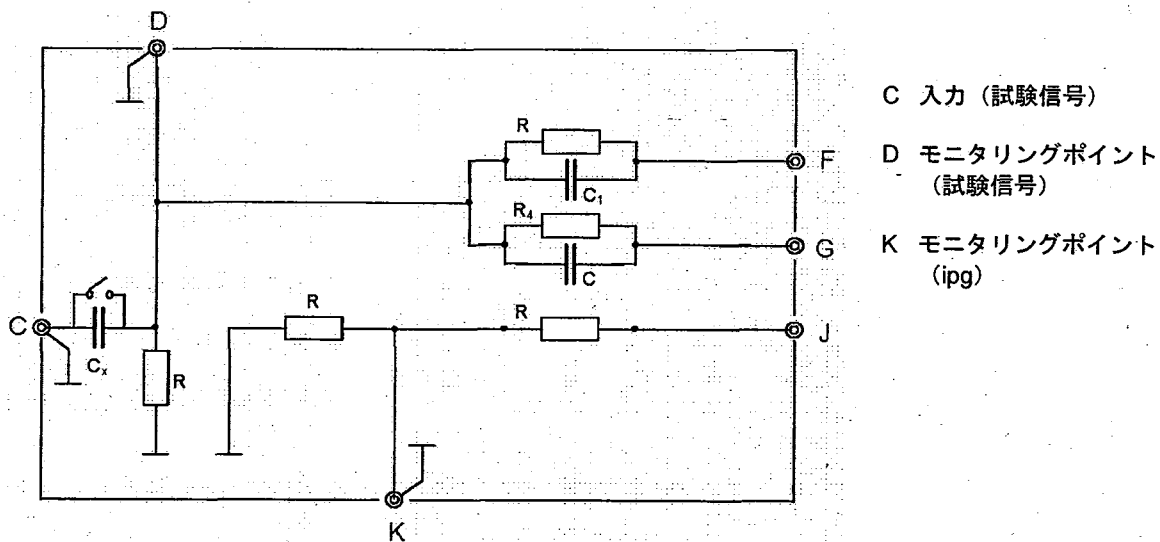 D
C 入力（試験信号）
R
F
D モニタリングポイント
（試験信号）
C₁
R₄
G
K モニタリングポイント
（ipg）
C
R
R
C
J
Cₓ
R
K